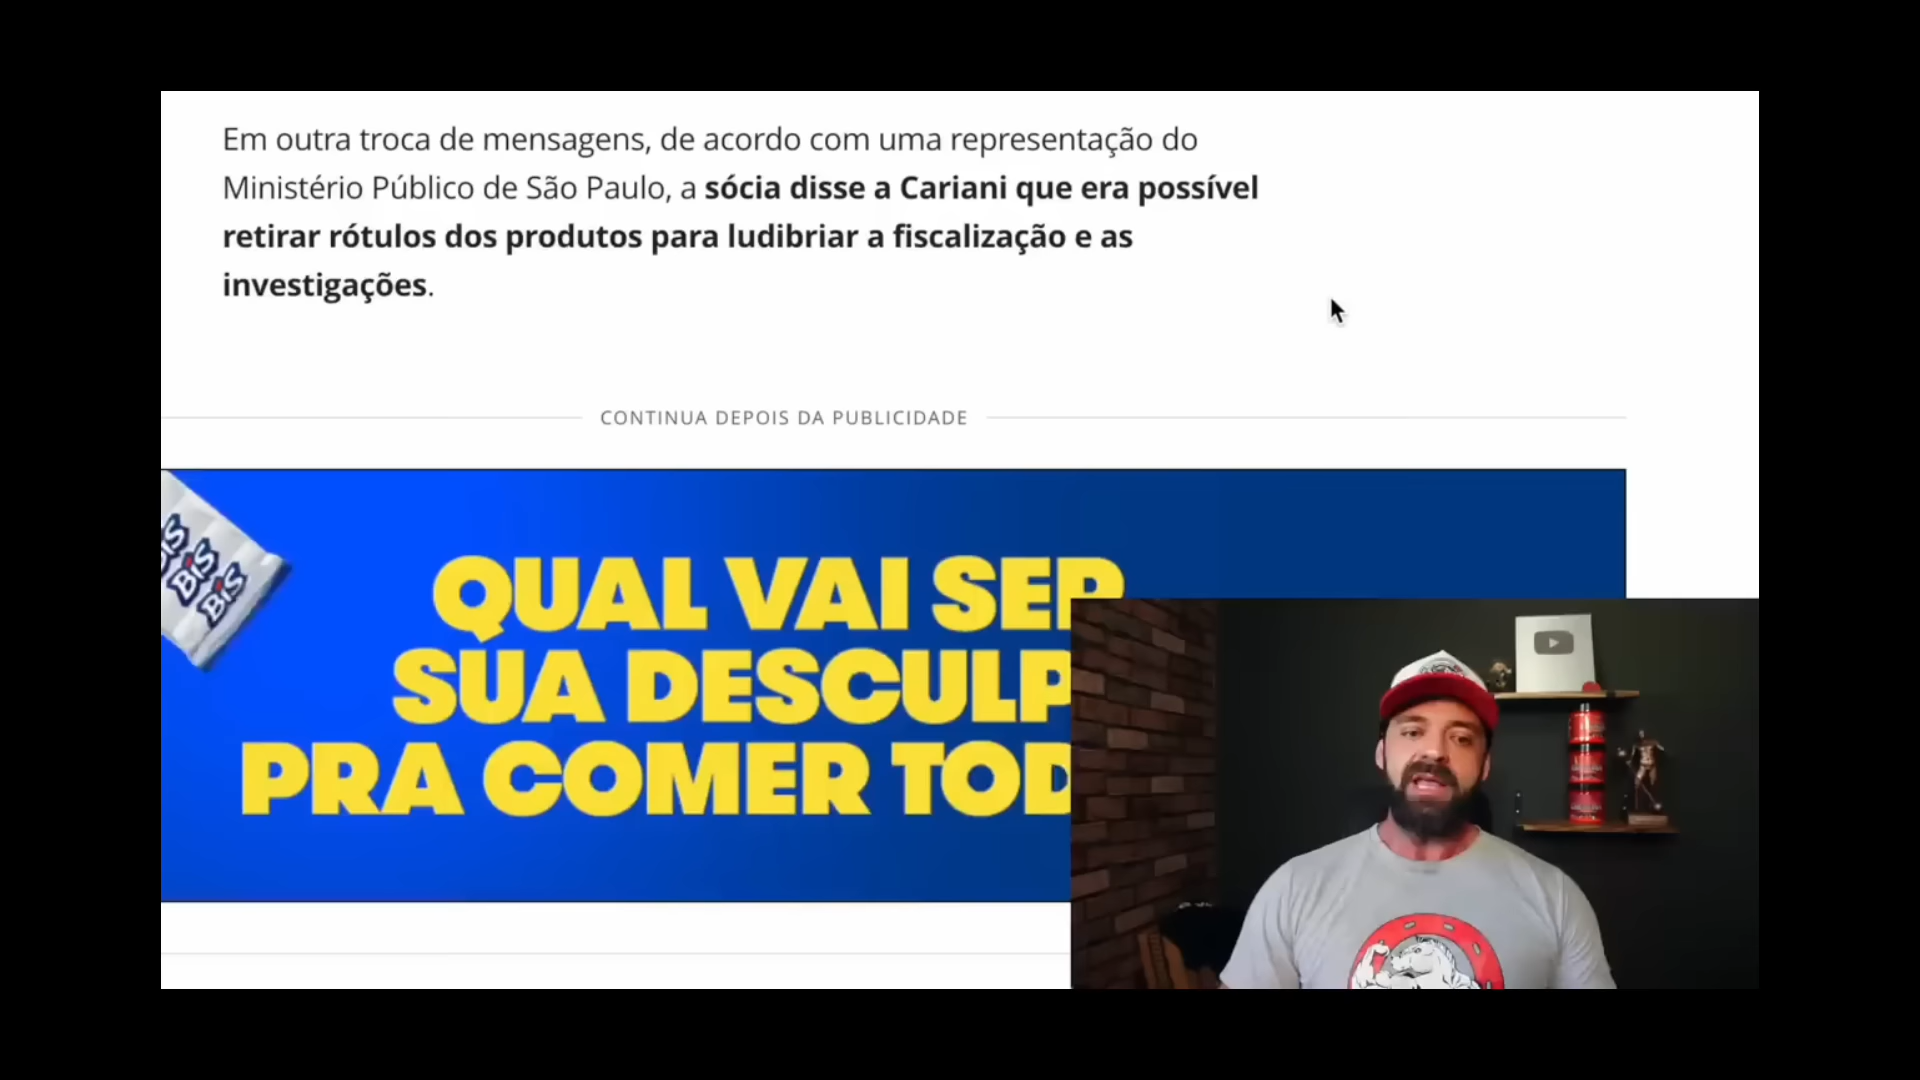 Em outra troca de mensagens, de acordo com uma representação do
Ministério Público de São Paulo, a sócia disse a Cariani que era possível
retirar rótulos dos produtos para ludibriar a fiscalização e as
investigações.
CONTINUA DEPOIS DA PUBLICIDADE
BIS
BIS
QUAL VAI SER
SUA DESCULP
PRA COMER TOD